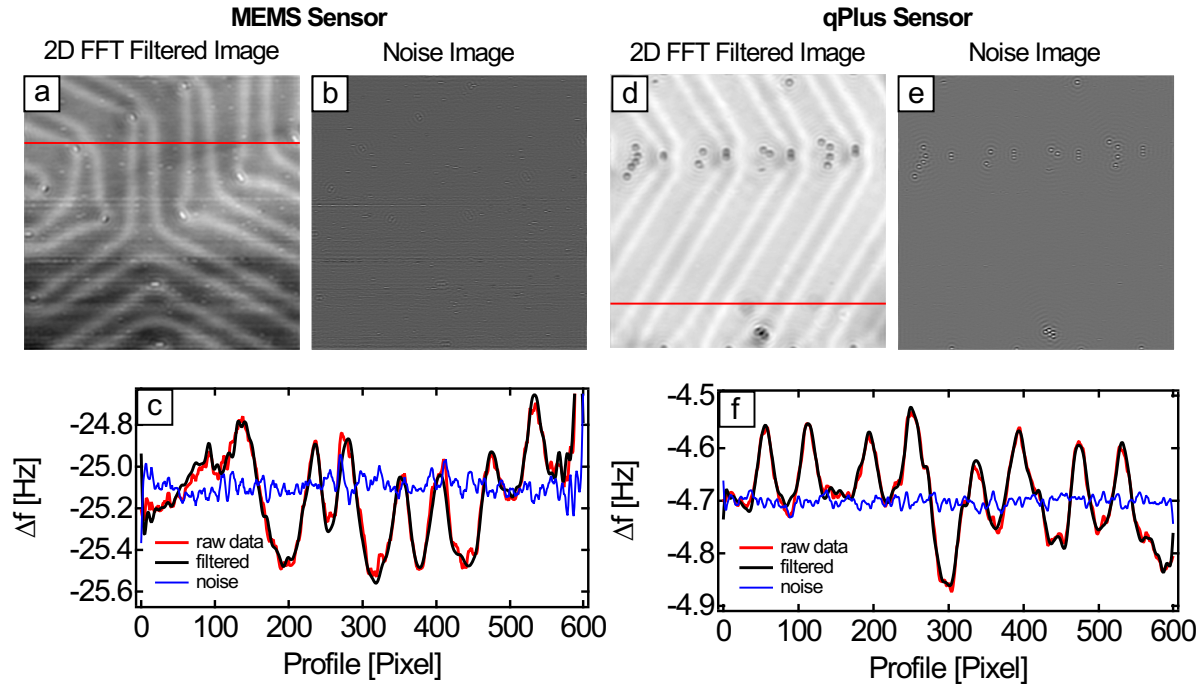 MEMS Sensor
qPlus Sensor
2D FFT Filtered Image
Noise Image
2D FFT Filtered Image
Noise Image
a
b
d
e
c
-24.8
-25.0
-25.2
-25.4
-25.6
Δf [Hz]
raw data
filtered
noise
0
100
200
300
400
500
600
Profile [Pixel]
f
-4.5
-4.6
-4.7
-4.8
-4.9
Δf [Hz]
raw data
filtered
noise
0
100
200
300
400
500
600
Profile [Pixel]